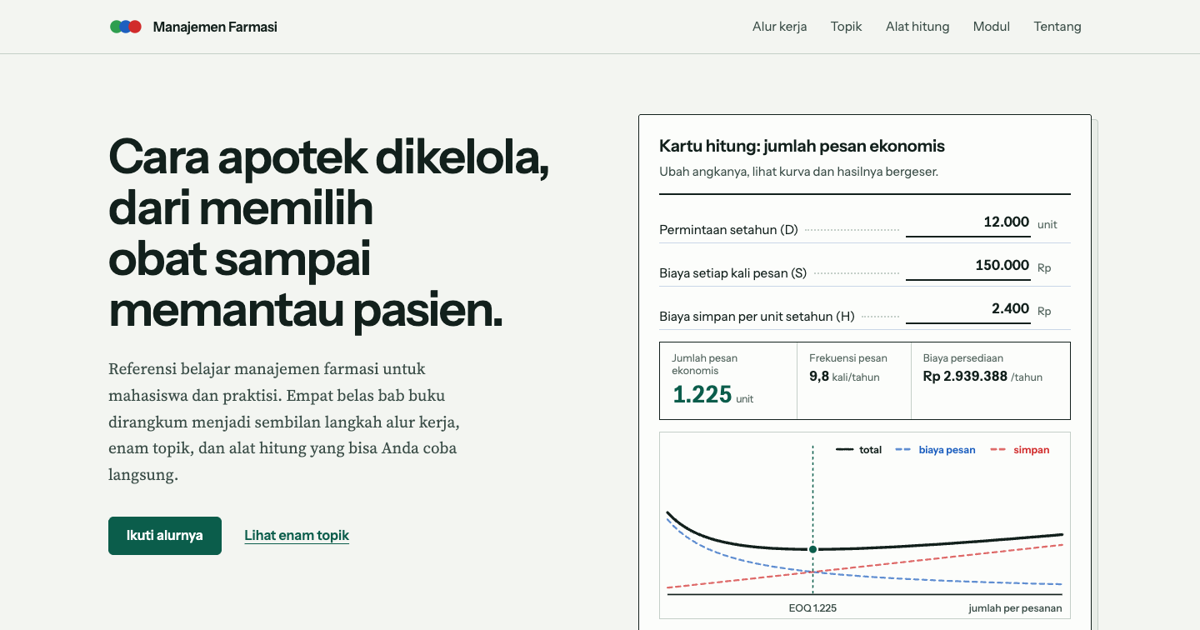 Manajemen Farmasi
Alur kerja
Topik
Alat hitung
Modul
Tentang
Cara apotek dikelola,
dari memilih
obat sampai
memantau pasien.
Referensi belajar manajemen farmasi untuk
mahasiswa dan praktisi. Empat belas bab buku
dirangkum menjadi sembilan langkah alur kerja,
enam topik, dan alat hitung yang bisa Anda coba
langsung.
Ikuti alurnya
Lihat enam topik
Kartu hitung: jumlah pesan ekonomis
Ubah angkanya, lihat kurva dan hasilnya bergeser.
Permintaan setahun (D) 12.000 unit
Biaya setiap kali pesan (S) 150.000 Rp
Biaya simpan per unit setahun (H) 2.400 Rp
Jumlah pesan
ekonomis
1.225 unit
Frekuensi pesan
9,8 kali/tahun
Biaya persediaan
Rp 2.939.388 /tahun
total
biaya pesan
simpan
EOQ 1.225
jumlah per pesanan